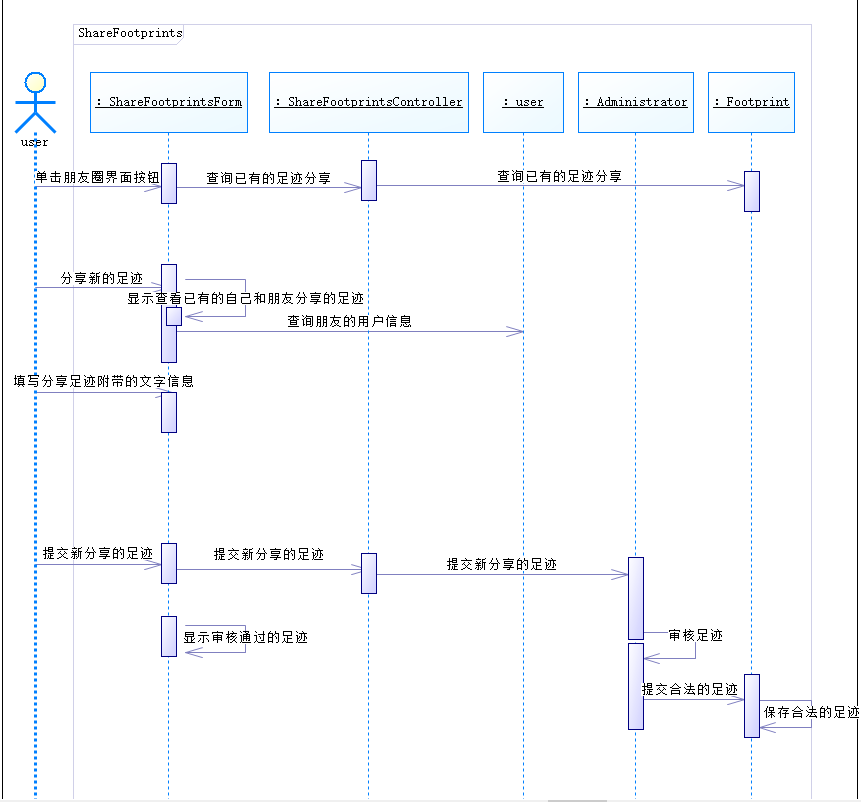 ShareFootprints
: ShareFootprintsForm
: ShareFootprintsController
: user
: Administrator
: Footprint
user
单击朋友圈界面按钮
查询已有的足迹分享
查询已有的足迹分享
分享新的足迹
显示查看已有的自己和朋友分享的足迹
查询朋友的用户信息
填写分享足迹附带的文字信息
提交新分享的足迹
提交新分享的足迹
提交新分享的足迹
显示审核通过的足迹
审核足迹
提交合法的足迹
保存合法的足迹